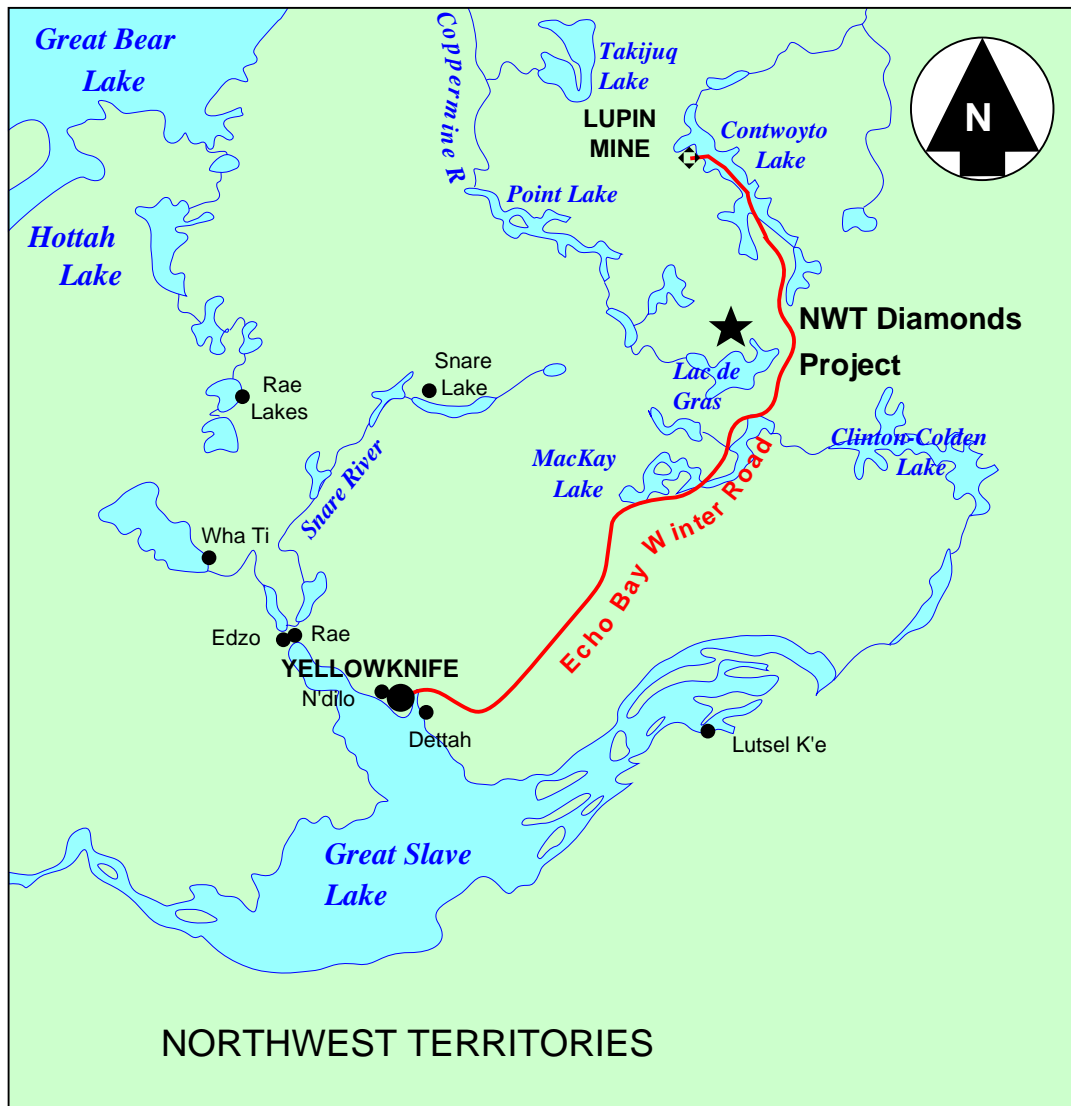 Great Bear
Lake
Coppermine R
Takijuq
Lake
LUPIN
MINE
Contwoyto
Lake
N
Point Lake
Hottah
Lake
NWT Diamonds
Project
Snare
Lake
Lac de
Gras
Rae
Lakes
Clinton-Colden
Lake
MacKay
Lake
Snare River
Echo Bay Winter Road
Wha Ti
Edzo
Rae
YELLOWKNIFE
N'dilo
Dettah
Lutsel K'e
Great Slave
Lake
NORTHWEST TERRITORIES